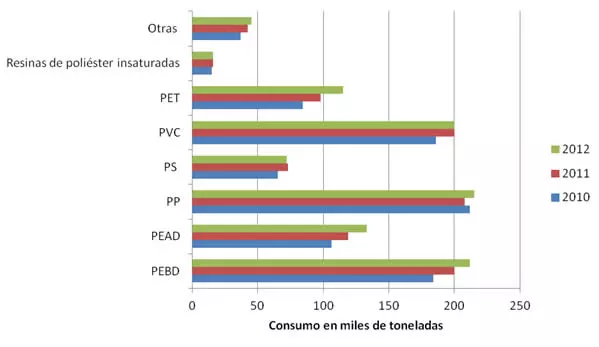 Otras
Resinas de poliéster insaturadas
PET
PVC
PS
PP
PEAD
PEBD
0 50 100 150 200 250
Consumo en miles de toneladas
2012
2011
2010